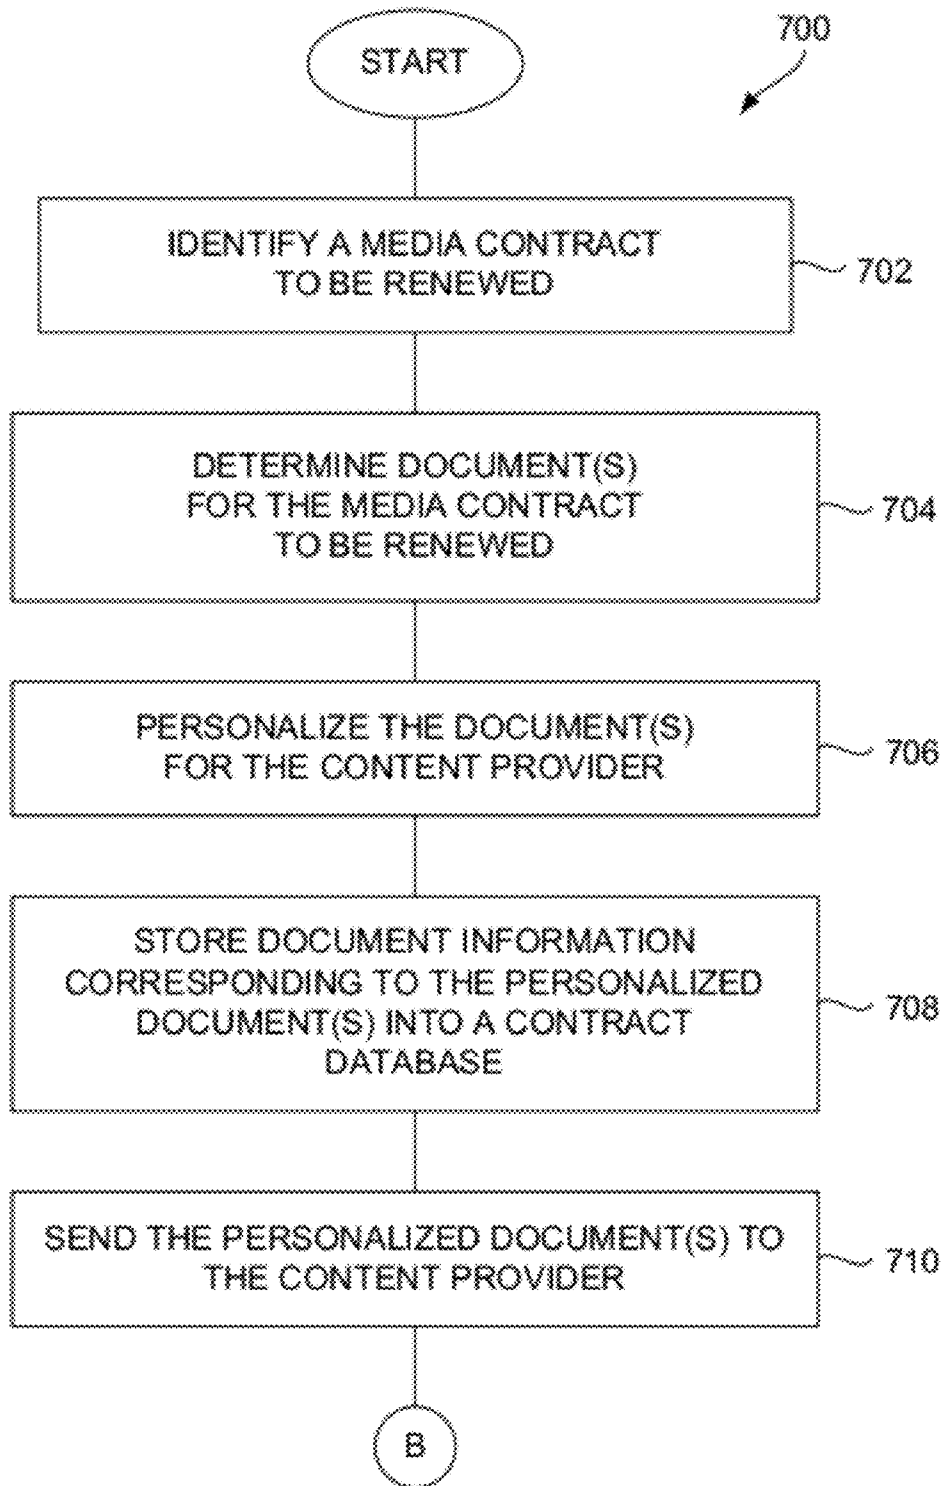 700
START
IDENTIFY A MEDIA CONTRACT
TO BE RENEWED
702
DETERMINE DOCUMENT(S)
FOR THE MEDIA CONTRACT
TO BE RENEWED
704
PERSONALIZE THE DOCUMENT(S)
FOR THE CONTENT PROVIDER
706
STORE DOCUMENT INFORMATION
CORRESPONDING TO THE PERSONALIZED
DOCUMENT(S) INTO A CONTRACT
DATABASE
708
SEND THE PERSONALIZED DOCUMENT(S) TO
THE CONTENT PROVIDER
710
B